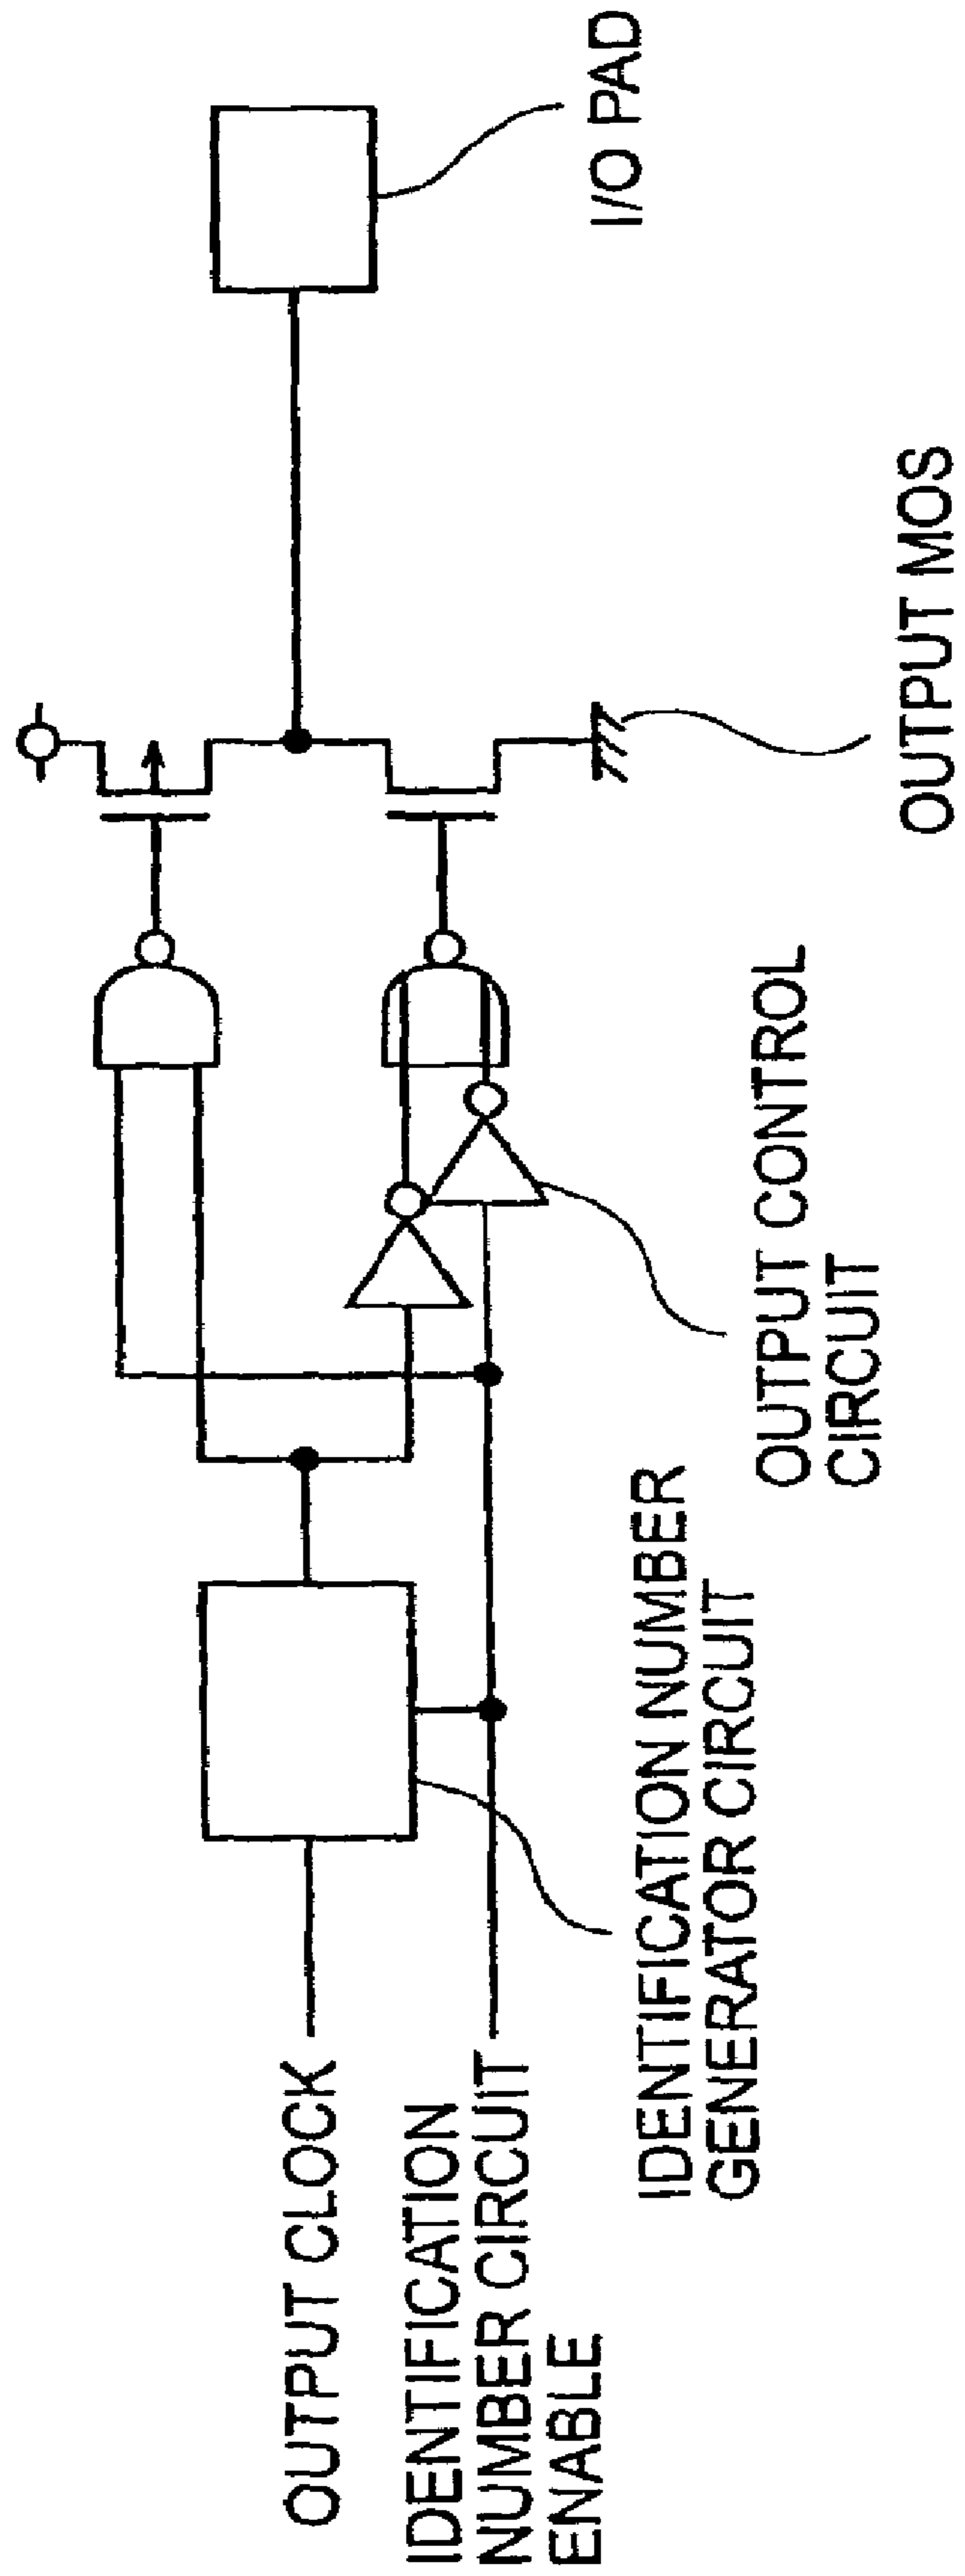 OUTPUT CLOCK
IDENTIFICATION
NUMBER CIRCUIT
ENABLE
IDENTIFICATION NUMBER
GENERATOR CIRCUIT
OUTPUT CONTROL
CIRCUIT
OUTPUT MOS
I/O PAD